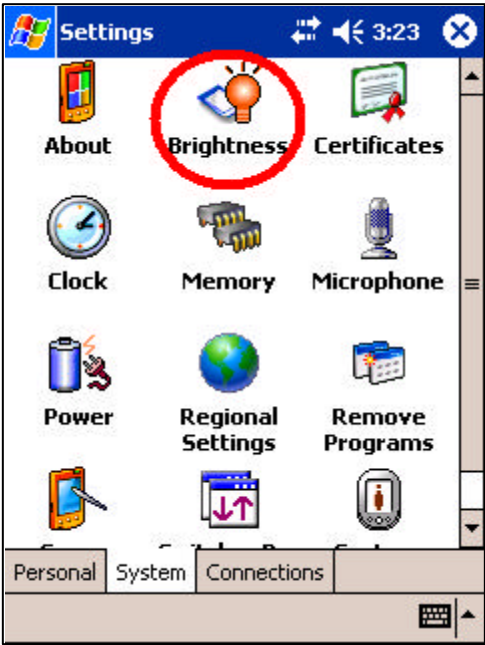 Settings 3:23
About Brightness Certificates
Clock Memory Microphone
Power Regional Settings Remove Programs
Personal System Connections